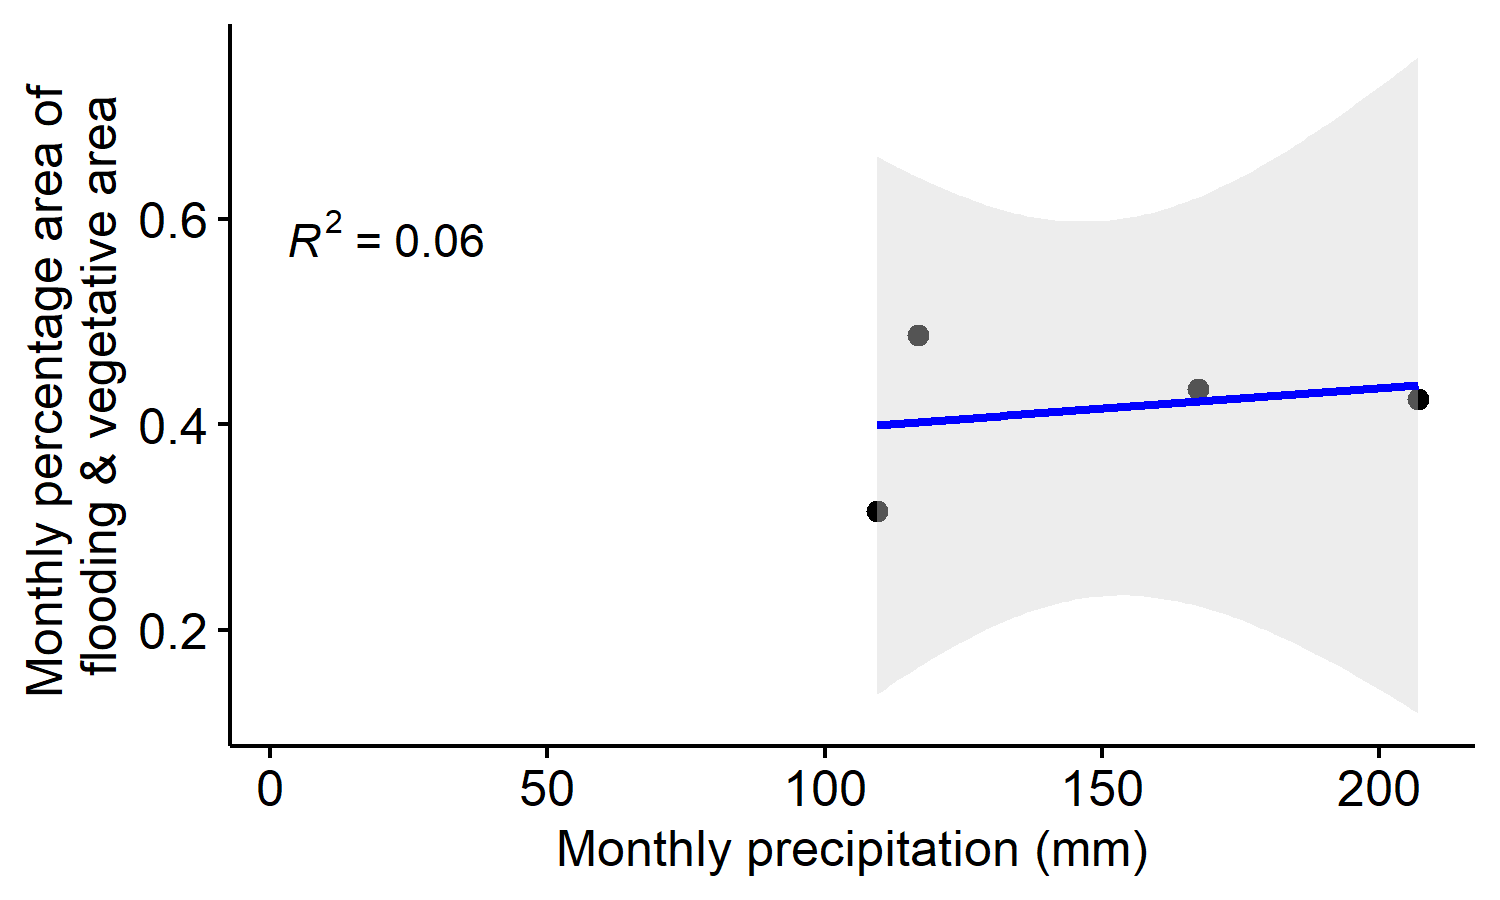 Monthly percentage area of
flooding & vegetative area
0.6
0.4
0.2
R² = 0.06
0 50 100 150 200
Monthly precipitation (mm)